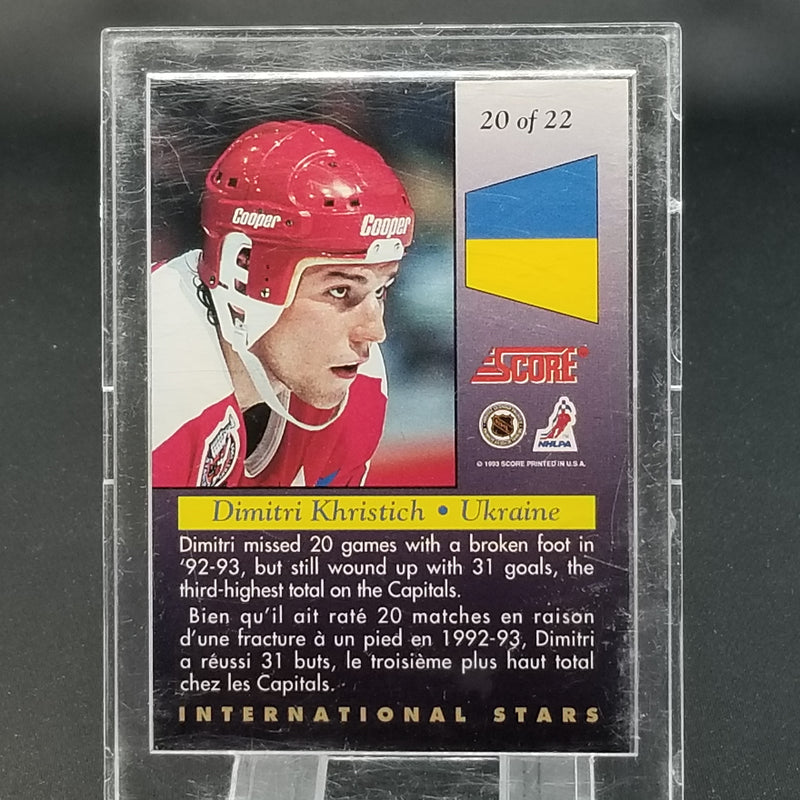 20 of 22
Cooper Cooper
SCORE
NHLPA
© 1993 SCORE PRINTED IN U.S.A.
Dimitri Khristich • Ukraine
Dimitri missed 20 games with a broken foot in
'92-93, but still wound up with 31 goals, the
third-highest total on the Capitals.
Bien qu'il ait raté 20 matches en raison
d'une fracture à un pied en 1992-93, Dimitri
a réussi 31 buts, le troisième plus haut total
chez les Capitals.
INTERNATIONAL STARS